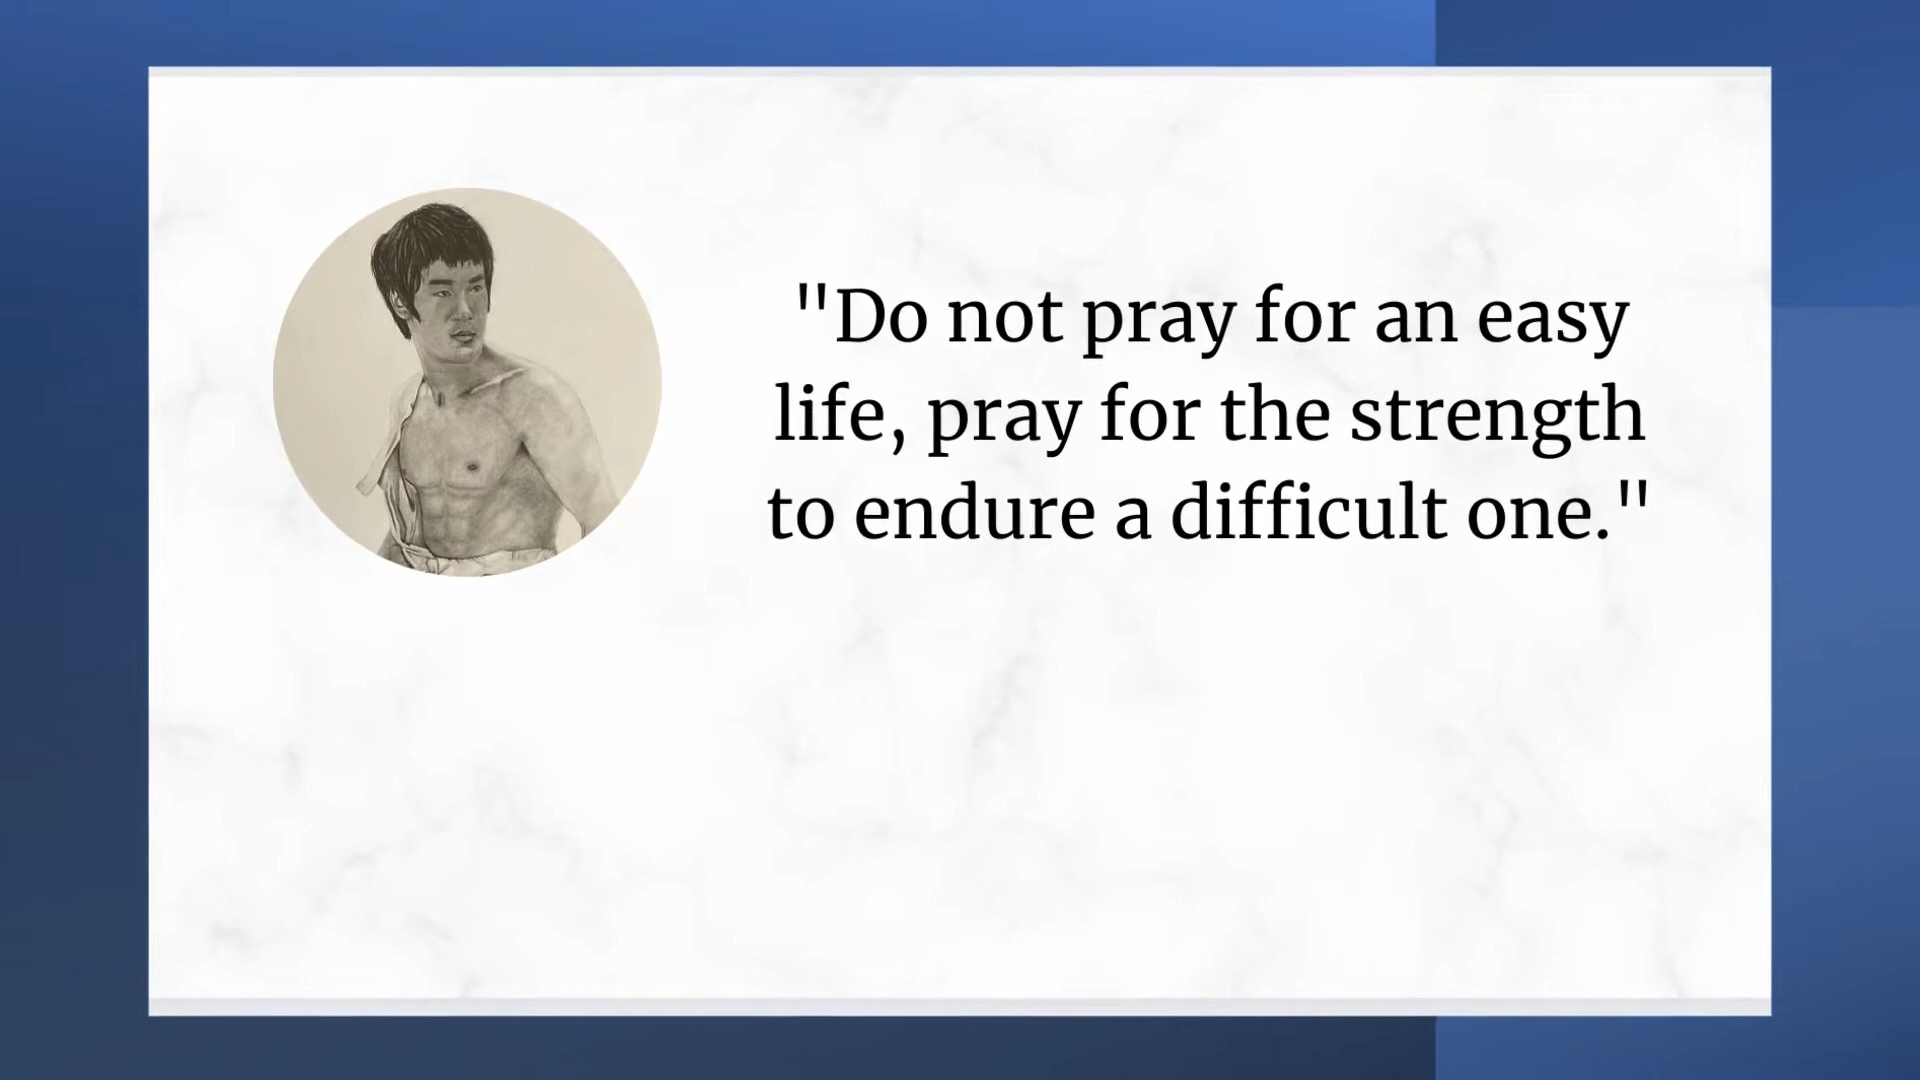 "Do not pray for an easy
life, pray for the strength
to endure a difficult one."